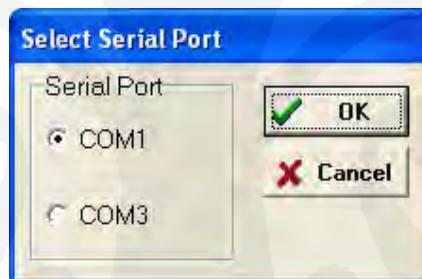 Select Serial Port
Serial Port
COM1
COM3
OK
Cancel